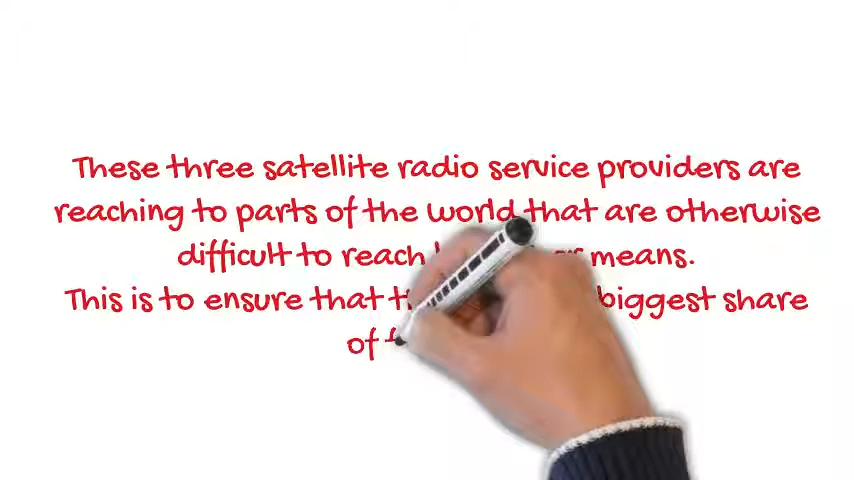 These three satellite radio service providers are
reaching to parts of the world that are otherwise
difficult to reach means.
This is to ensure that biggest share
of